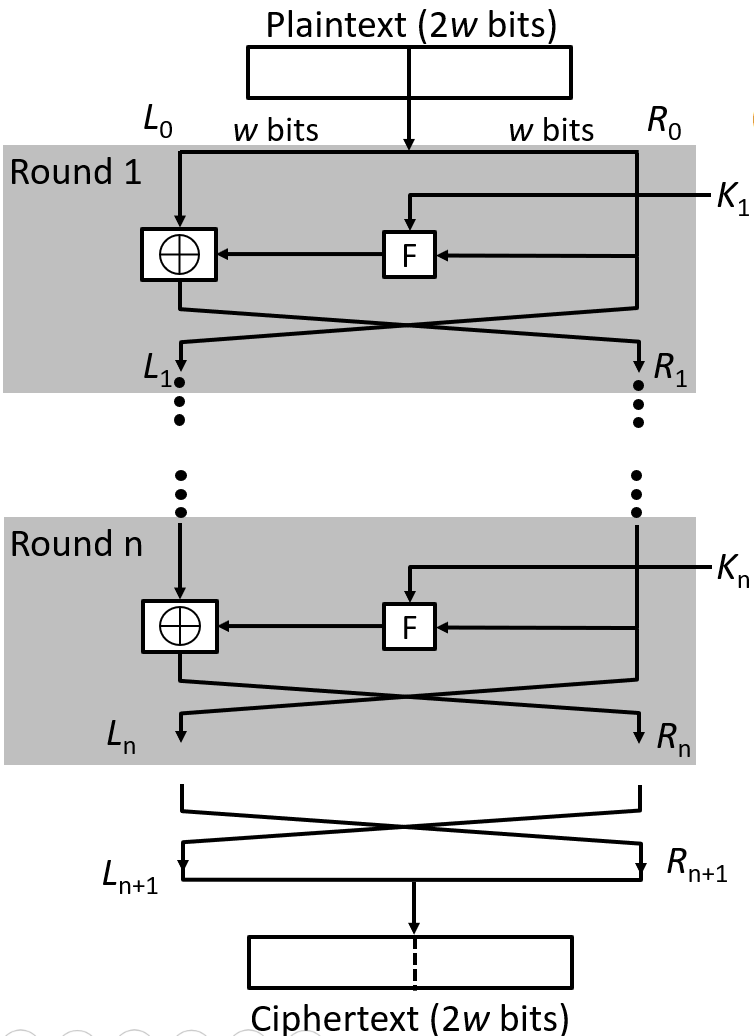 Plaintext (2w bits)
L0 w bits w bits R0
Round 1
K1
F
L1 R1
Round n
Kn
F
Ln Rn
Ln+1 Rn+1
Ciphertext (2w bits)